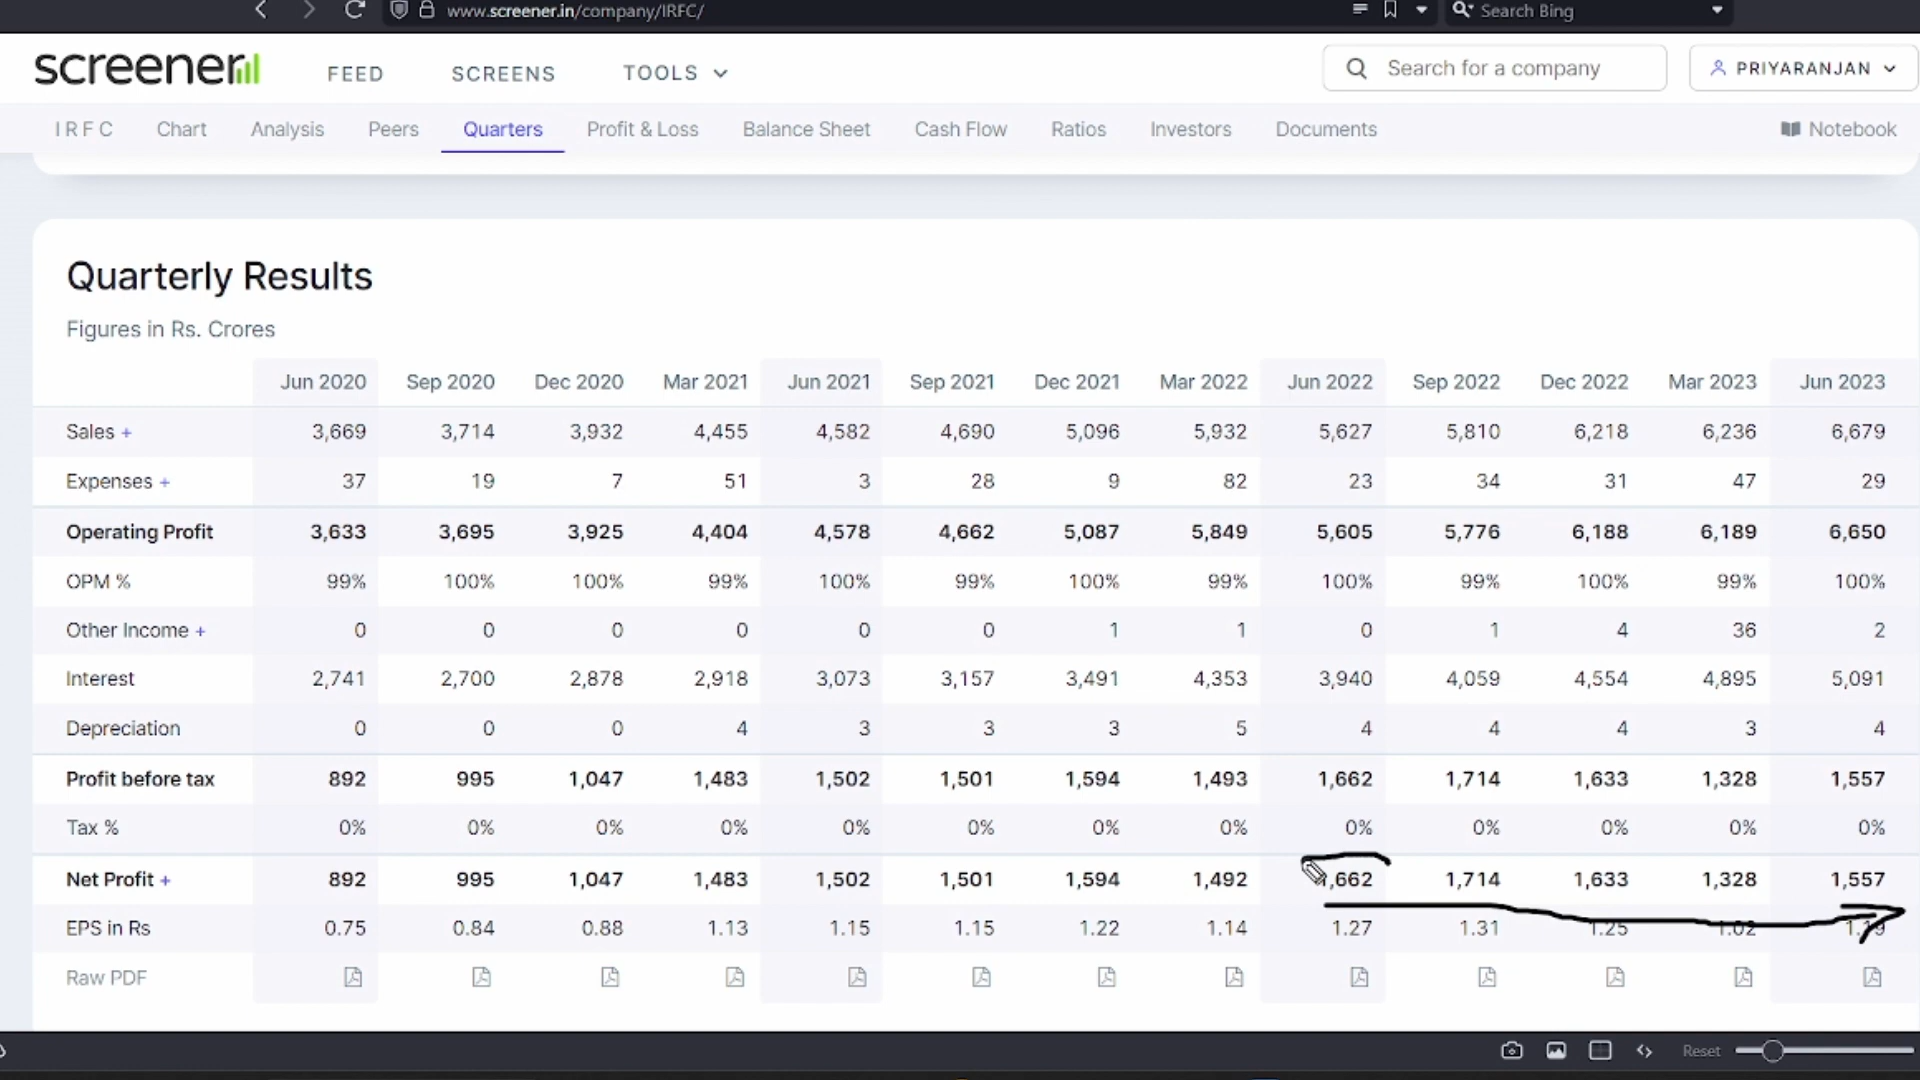 www.screener.in/company/IRFC/ Search Bing
screener FEED SCREENS TOOLS Search for a company PRIYARANJAN
I R F C Chart Analysis Peers Quarters Profit & Loss Balance Sheet Cash Flow Ratios Investors Documents Notebook
Quarterly Results
Figures in Rs. Crores
Jun 2020 Sep 2020 Dec 2020 Mar 2021 Jun 2021 Sep 2021 Dec 2021 Mar 2022 Jun 2022 Sep 2022 Dec 2022 Mar 2023 Jun 2023
Sales + 3,669 3,714 3,932 4,455 4,582 4,690 5,096 5,932 5,627 5,810 6,218 6,236 6,679
Expenses + 37 19 7 51 3 28 9 82 23 34 31 47 29
Operating Profit 3,633 3,695 3,925 4,404 4,578 4,662 5,087 5,849 5,605 5,776 6,188 6,189 6,650
OPM % 99% 100% 100% 99% 100% 99% 100% 99% 100% 99% 100% 99% 100%
Other Income + 0 0 0 0 0 0 1 1 0 1 4 36 2
Interest 2,741 2,700 2,878 2,918 3,073 3,157 3,491 4,353 3,940 4,059 4,554 4,895 5,091
Depreciation 0 0 0 4 3 3 3 5 4 4 4 3 4
Profit before tax 892 995 1,047 1,483 1,502 1,501 1,594 1,493 1,662 1,714 1,633 1,328 1,557
Tax % 0% 0% 0% 0% 0% 0% 0% 0% 0% 0% 0% 0% 0%
Net Profit + 892 995 1,047 1,483 1,502 1,501 1,594 1,492 1,662 1,714 1,633 1,328 1,557
EPS in Rs 0.75 0.84 0.88 1.13 1.15 1.15 1.22 1.14 1.27 1.31 1.25 1.02 1.19
Raw PDF
Reset